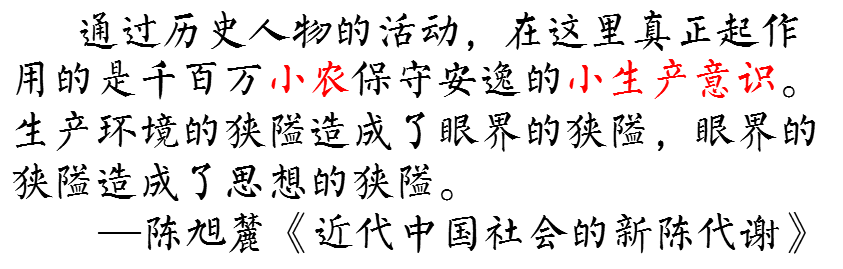 通过历史人物的活动，在这里真正起作
用的是千百万小农保守安逸的小生产意识。
生产环境的狭隘造成了眼界的狭隘，眼界的
狭隘造成了思想的狭隘。
—陈旭麓《近代中国社会的新陈代谢》